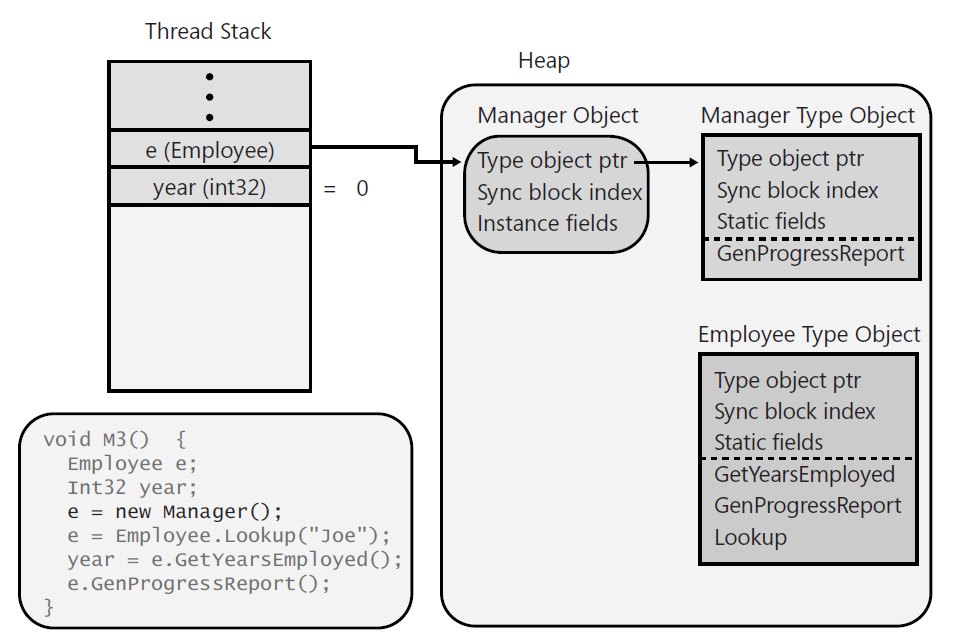 Thread Stack
e (Employee)
year (int32)
= 0
Heap
Manager Object
Type object ptr
Sync block index
Instance fields
Manager Type Object
Type object ptr
Sync block index
Static fields
GenProgressReport
Employee Type Object
Type object ptr
Sync block index
Static fields
GetYearsEmployed
GenProgressReport
Lookup
void M3()  {
  Employee e;
  Int32 year;
  e = new Manager();
  e = Employee.Lookup("Joe");
  year = e.GetYearsEmployed();
  e.GenProgressReport();
}